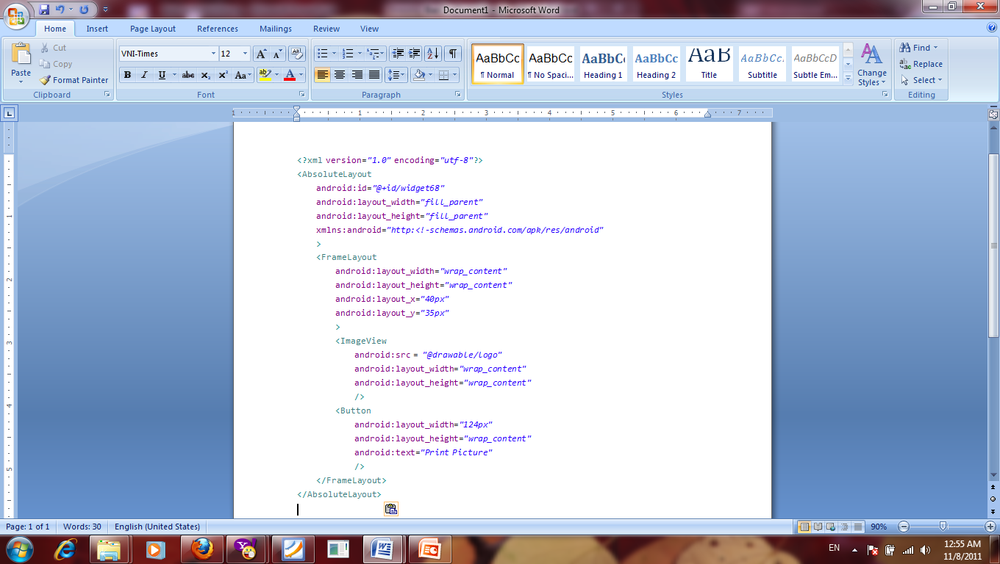 Document1 - Microsoft Word
Home Insert Page Layout References Mailings Review View
Paste
Cut
Copy
Format Painter
Clipboard
VNI-Times 12
Font
Paragraph
AaBbCc AaBbCc AaBbCc AaBbCc AaB AaBbCc. AaBbCcD
¶ Normal ¶ No Spaci... Heading 1 Heading 2 Title Subtitle Subtle Em...
Change
Styles
Styles
Find
Replace
Select
Editing
1 1 2 3 4 5 6 7
<?xml version="1.0" encoding="utf-8"?>
<AbsoluteLayout
android:id="@+id/widget68"
android:layout_width="fill_parent"
android:layout_height="fill_parent"
xmlns:android="http:<!-schemas.android.com/apk/res/android"
>
<FrameLayout
android:layout_width="wrap_content"
android:layout_height="wrap_content"
android:layout_x="40px"
android:layout_y="35px"
>
<ImageView
android:src = "@drawable/logo"
android:layout_width="wrap_content"
android:layout_height="wrap_content"
/>
<Button
android:layout_width="124px"
android:layout_height="wrap_content"
android:text="Print Picture"
/>
</FrameLayout>
</AbsoluteLayout>
Page: 1 of 1 Words: 30 English (United States) 90%
EN 12:55 AM
11/8/2011